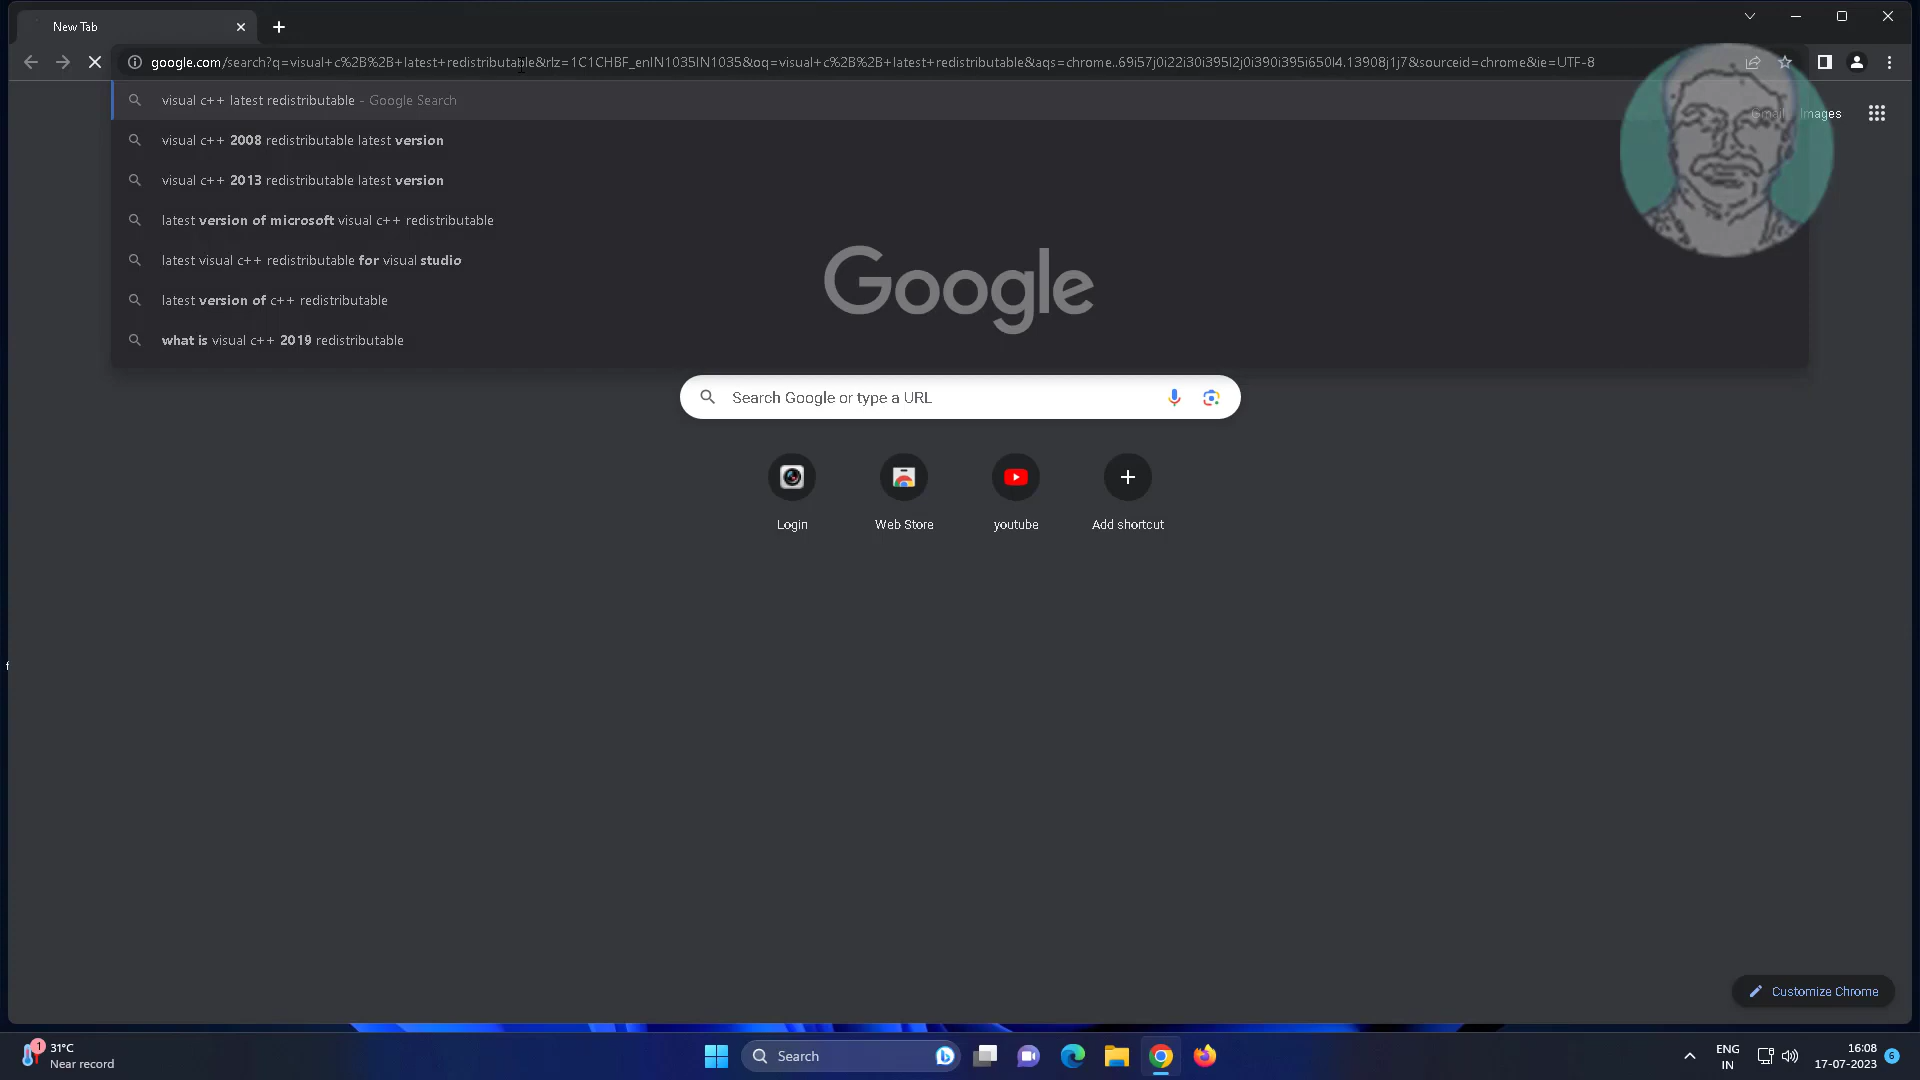 New Tab
google.com/search?q=visual+c%2B%2B+latest+redistributable&rlz=1C1CHBF_enIN1035IN1035&oq=visual+c%2B%2B+latest+redistributable&aqs=chrome..69i57j0i22i30i395l2j0i390i395i650l4.13908j1j7&sourceid=chrome&ie=UTF-8
visual c++ latest redistributable - Google Search
Gmail Images
visual c++ 2008 redistributable latest version
visual c++ 2013 redistributable latest version
latest version of microsoft visual c++ redistributable
latest visual c++ redistributable for visual studio
latest version of c++ redistributable
what is visual c++ 2019 redistributable
Google
Search Google or type a URL
Login
Web Store
youtube
Add shortcut
f
Customize Chrome
1
31°C
Near record
Search
ENG
IN
16:08
17-07-2023
6